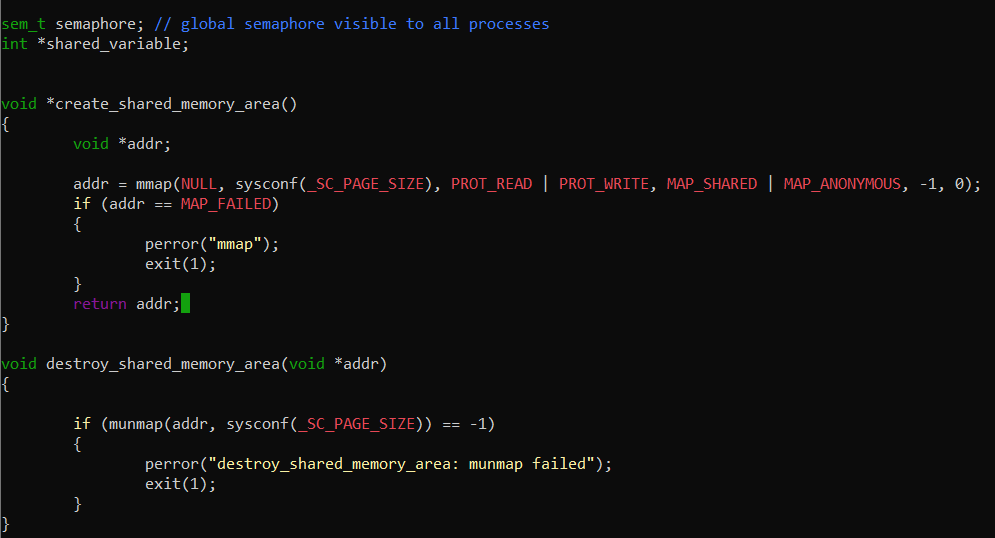 sem_t semaphore; // global semaphore visible to all processes
int *shared_variable;
void *create_shared_memory_area()
{
void *addr;
addr = mmap(NULL, sysconf(_SC_PAGE_SIZE), PROT_READ | PROT_WRITE, MAP_SHARED | MAP_ANONYMOUS, -1, 0);
if (addr == MAP_FAILED)
{
perror("mmap");
exit(1);
}
return addr;
}
void destroy_shared_memory_area(void *addr)
{
if (munmap(addr, sysconf(_SC_PAGE_SIZE)) == -1)
{
perror("destroy_shared_memory_area: munmap failed");
exit(1);
}
}